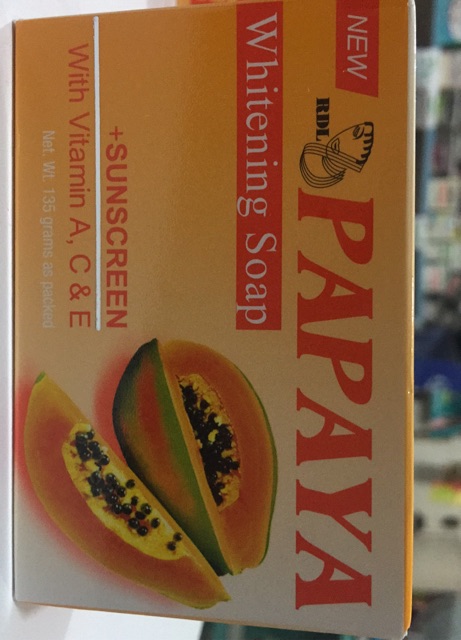 NEW
RDL
PAPAYA
Whitening Soap
+SUNSCREEN
With Vitamin A, C & E
Net. Wt. 135 grams as packed